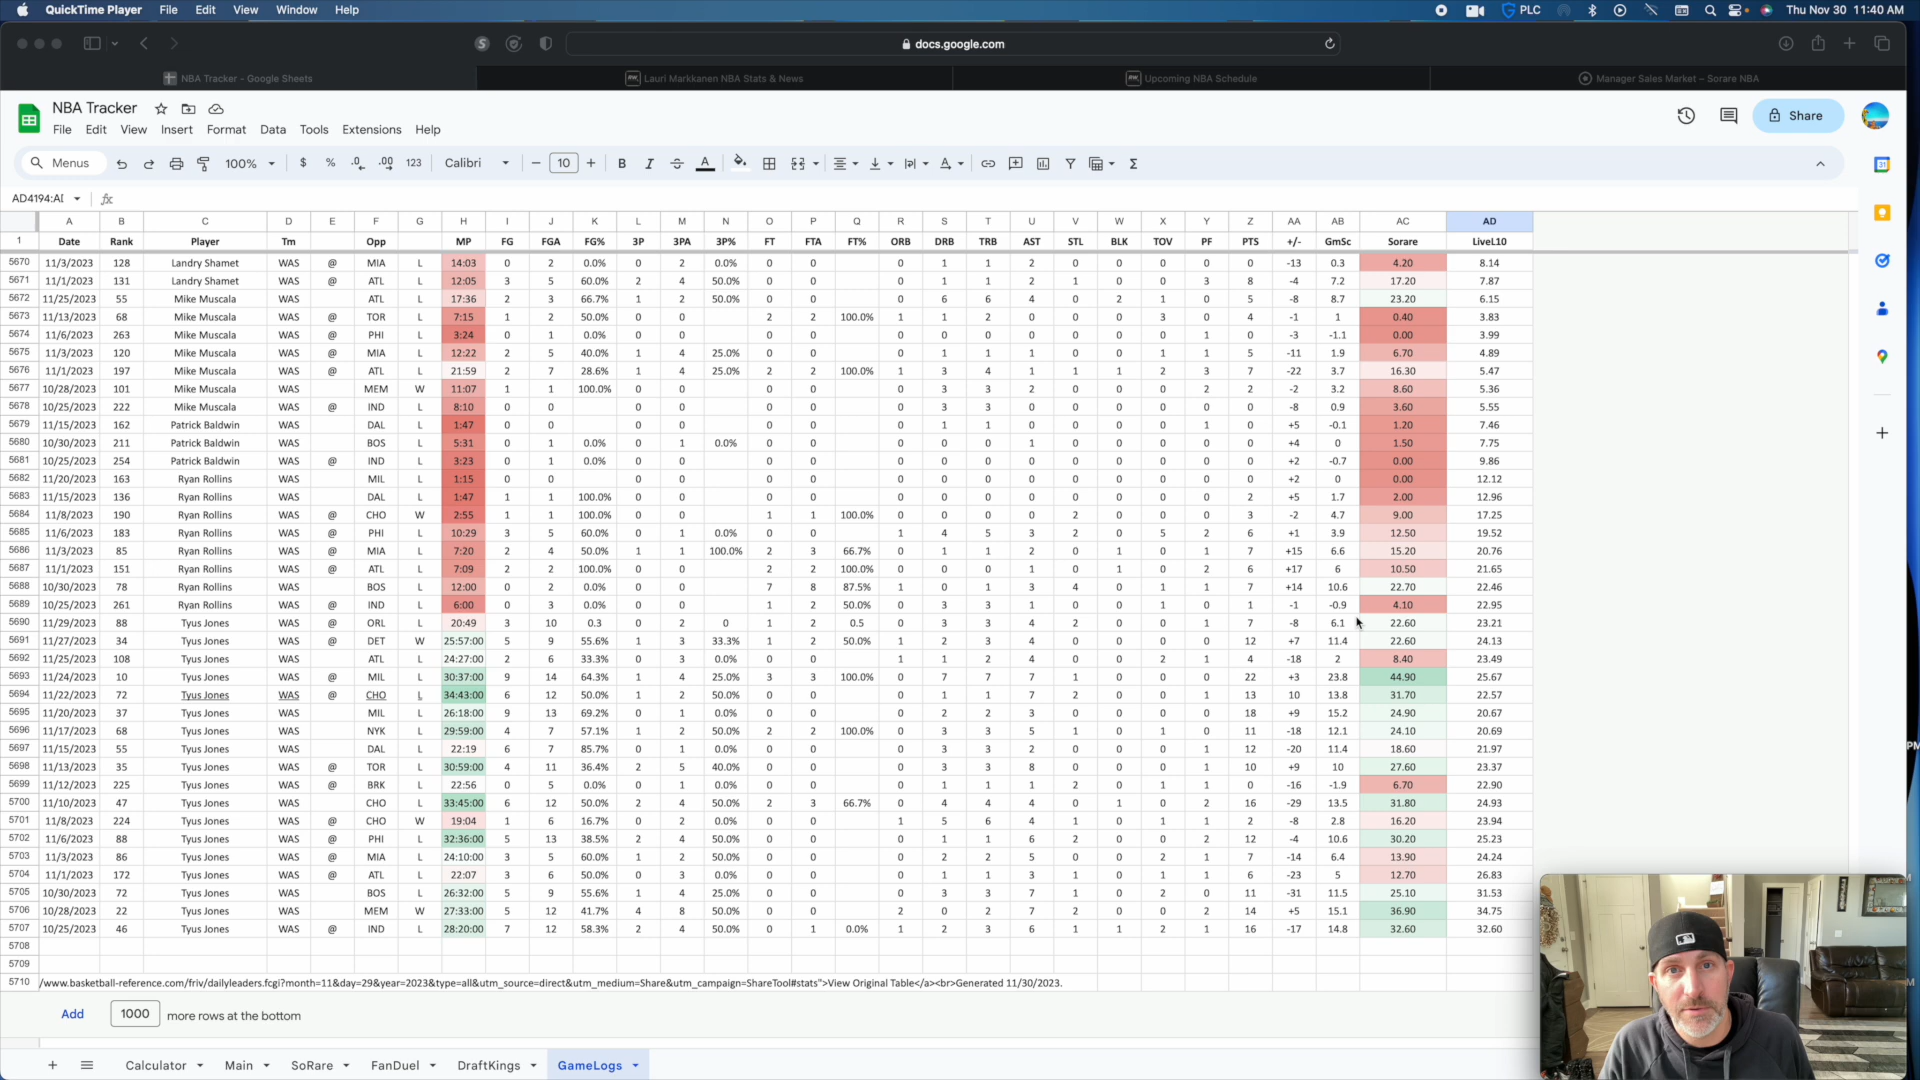 QuickTime Player File Edit View Window Help PLC Thu Nov 30 11:40 AM
docs.google.com
NBA Tracker - Google Sheets Lauri Markkanen NBA Stats & News Upcoming NBA Schedule Manager Sales Market – Sorare NBA
NBA Tracker Share
File Edit View Insert Format Data Tools Extensions Help
Menus 100% $ % .0 .00 123 Calibri 10 B I A
AD4194:AI fx
A B C D E F G H I J K L M N O P Q R S T U V W X Y Z AA AB AC AD
1 Date Rank Player Tm Opp MP FG FGA FG% 3P 3PA 3P% FT FTA FT% ORB DRB TRB AST STL BLK TOV PF PTS +/- GmSc Sorare LiveL10
5670 11/3/2023 128 Landry Shamet WAS @ MIA L 14:03 0 2 0.0% 0 2 0.0% 0 0 0 1 1 2 0 0 0 0 0 -13 0.3 4.20 8.14
5671 11/1/2023 131 Landry Shamet WAS @ ATL L 12:05 3 5 60.0% 2 4 50.0% 0 0 0 1 1 2 1 0 0 3 8 -4 7.2 17.20 7.87
5672 11/25/2023 55 Mike Muscala WAS ATL L 17:36 2 3 66.7% 1 2 50.0% 0 0 0 6 6 4 0 2 1 0 5 -8 8.7 23.20 6.15
5673 11/13/2023 68 Mike Muscala WAS @ TOR L 7:15 1 2 50.0% 0 0 2 2 100.0% 1 1 2 0 0 0 3 0 4 -1 1 0.40 3.83
5674 11/6/2023 263 Mike Muscala WAS @ PHI L 3:24 0 1 0.0% 0 0 0 0 0 0 0 0 0 0 0 1 0 -3 -1.1 0.00 3.99
5675 11/3/2023 120 Mike Muscala WAS @ MIA L 12:22 2 5 40.0% 1 4 25.0% 0 0 0 1 1 1 0 0 1 1 5 -11 1.9 6.70 4.89
5676 11/1/2023 197 Mike Muscala WAS @ ATL L 21:59 2 7 28.6% 1 4 25.0% 2 2 100.0% 1 3 4 1 1 1 2 3 7 -22 3.7 16.30 5.47
5677 10/28/2023 101 Mike Muscala WAS MEM W 11:07 1 1 100.0% 0 0 0 0 0 3 3 2 0 0 0 2 2 -2 3.2 8.60 5.36
5678 10/25/2023 222 Mike Muscala WAS @ IND L 8:10 0 0 0 0 0 0 0 3 3 0 0 0 0 0 0 -8 0.9 3.60 5.55
5679 11/15/2023 162 Patrick Baldwin WAS DAL L 1:47 0 0 0 0 0 0 0 1 1 0 0 0 0 1 0 +5 -0.1 1.20 7.46
5680 10/30/2023 211 Patrick Baldwin WAS BOS L 5:31 0 1 0.0% 0 1 0.0% 0 0 0 0 0 1 0 0 0 0 0 +4 0 1.50 7.75
5681 10/25/2023 254 Patrick Baldwin WAS @ IND L 3:23 0 1 0.0% 0 0 0 0 0 0 0 0 0 0 0 0 0 +2 -0.7 0.00 9.86
5682 11/20/2023 163 Ryan Rollins WAS MIL L 1:15 0 0 0 0 0 0 0 0 0 0 0 0 0 0 0 +2 0 0.00 12.12
5683 11/15/2023 136 Ryan Rollins WAS DAL L 1:47 1 1 100.0% 0 0 0 0 0 0 0 0 0 0 0 0 2 +5 1.7 2.00 12.96
5684 11/8/2023 190 Ryan Rollins WAS @ CHO W 2:55 1 1 100.0% 0 0 1 1 100.0% 0 0 0 0 2 0 0 0 3 -2 4.7 9.00 17.25
5685 11/6/2023 183 Ryan Rollins WAS @ PHI L 10:29 3 5 60.0% 0 1 0.0% 0 0 1 4 5 3 2 0 5 2 6 +1 3.9 12.50 19.52
5686 11/3/2023 85 Ryan Rollins WAS @ MIA L 7:20 2 4 50.0% 1 1 100.0% 2 3 66.7% 0 1 1 2 0 1 0 1 7 +15 6.6 15.20 20.76
5687 11/1/2023 151 Ryan Rollins WAS @ ATL L 7:09 2 2 100.0% 0 0 2 2 100.0% 0 0 0 1 0 1 0 2 6 +17 6 10.50 21.65
5688 10/30/2023 78 Ryan Rollins WAS BOS L 12:00 0 2 0.0% 0 0 7 8 87.5% 1 0 1 3 4 0 1 1 7 +14 10.6 22.70 22.46
5689 10/25/2023 261 Ryan Rollins WAS @ IND L 6:00 0 3 0.0% 0 0 1 2 50.0% 0 3 3 1 0 0 1 0 1 -1 -0.9 4.10 22.95
5690 11/29/2023 88 Tyus Jones WAS @ ORL L 20:49 3 10 0.3 0 2 0 1 2 0.5 0 3 3 4 2 0 0 1 7 -8 6.1 22.60 23.21
5691 11/27/2023 34 Tyus Jones WAS @ DET W 25:57:00 5 9 55.6% 1 3 33.3% 1 2 50.0% 1 2 3 4 0 0 0 0 12 +7 11.4 22.60 24.13
5692 11/25/2023 108 Tyus Jones WAS ATL L 24:27:00 2 6 33.3% 0 3 0.0% 0 0 1 1 2 4 0 0 2 1 4 -18 2 8.40 23.49
5693 11/24/2023 10 Tyus Jones WAS @ MIL L 30:37:00 9 14 64.3% 1 4 25.0% 3 3 100.0% 0 7 7 7 1 0 0 0 22 +3 23.8 44.90 25.67
5694 11/22/2023 72 Tyus Jones WAS @ CHO L 34:43:00 6 12 50.0% 1 2 50.0% 0 0 0 1 1 7 2 0 0 1 13 10 13.8 31.70 22.57
5695 11/20/2023 37 Tyus Jones WAS MIL L 26:18:00 9 13 69.2% 0 1 0.0% 0 0 0 2 2 3 0 0 1 0 18 +9 15.2 24.90 20.67
5696 11/17/2023 68 Tyus Jones WAS NYK L 29:59:00 4 7 57.1% 1 2 50.0% 2 2 100.0% 0 3 3 5 1 0 1 0 11 -18 12.1 24.10 20.69
5697 11/15/2023 55 Tyus Jones WAS DAL L 22:19 6 7 85.7% 0 1 0.0% 0 0 0 3 3 2 0 0 0 1 12 -20 11.4 18.60 21.97
5698 11/13/2023 35 Tyus Jones WAS @ TOR L 30:59:00 4 11 36.4% 2 5 40.0% 0 0 0 3 3 8 0 0 0 1 10 +9 10 27.60 23.37
5699 11/12/2023 225 Tyus Jones WAS @ BRK L 22:56 0 5 0.0% 0 1 0.0% 0 0 0 1 1 1 2 0 1 0 0 -16 -1.9 6.70 22.90
5700 11/10/2023 47 Tyus Jones WAS CHO L 33:45:00 6 12 50.0% 2 4 50.0% 2 3 66.7% 0 4 4 4 0 1 0 2 16 -29 13.5 31.80 24.93
5701 11/8/2023 224 Tyus Jones WAS @ CHO W 19:04 1 6 16.7% 0 2 0.0% 0 0 1 5 6 4 1 0 1 1 2 -8 2.8 16.20 23.94
5702 11/6/2023 88 Tyus Jones WAS @ PHI L 32:36:00 5 13 38.5% 2 4 50.0% 0 0 0 1 1 6 2 0 0 2 12 -4 10.6 30.20 25.23
5703 11/3/2023 86 Tyus Jones WAS @ MIA L 24:10:00 3 5 60.0% 1 2 50.0% 0 0 0 2 2 5 0 0 2 1 7 -14 6.4 13.90 24.24
5704 11/1/2023 172 Tyus Jones WAS @ ATL L 22:07 3 6 50.0% 0 3 0.0% 0 0 0 1 1 3 1 0 1 1 6 -23 5 12.70 26.83
5705 10/30/2023 72 Tyus Jones WAS BOS L 26:32:00 5 9 55.6% 1 4 25.0% 0 0 0 3 3 7 1 0 2 0 11 -31 11.5 25.10 31.53
5706 10/28/2023 22 Tyus Jones WAS MEM W 27:33:00 5 12 41.7% 4 8 50.0% 0 0 2 0 2 7 2 0 0 2 14 +5 15.1 36.90 34.75
5707 10/25/2023 46 Tyus Jones WAS @ IND L 28:20:00 7 12 58.3% 2 4 50.0% 0 1 0.0% 1 2 3 6 1 1 2 1 16 -17 14.8 32.60 32.60
5708
5709
5710 /www.basketball-reference.com/friv/dailyleaders.fcgi?month=11&day=29&year=2023&type=all&utm_source=direct&utm_medium=Share&utm_campaign=ShareTool#stats">View Original Table</a><br>Generated 11/30/2023.
Add 1000 more rows at the bottom
Calculator Main SoRare FanDuel DraftKings GameLogs